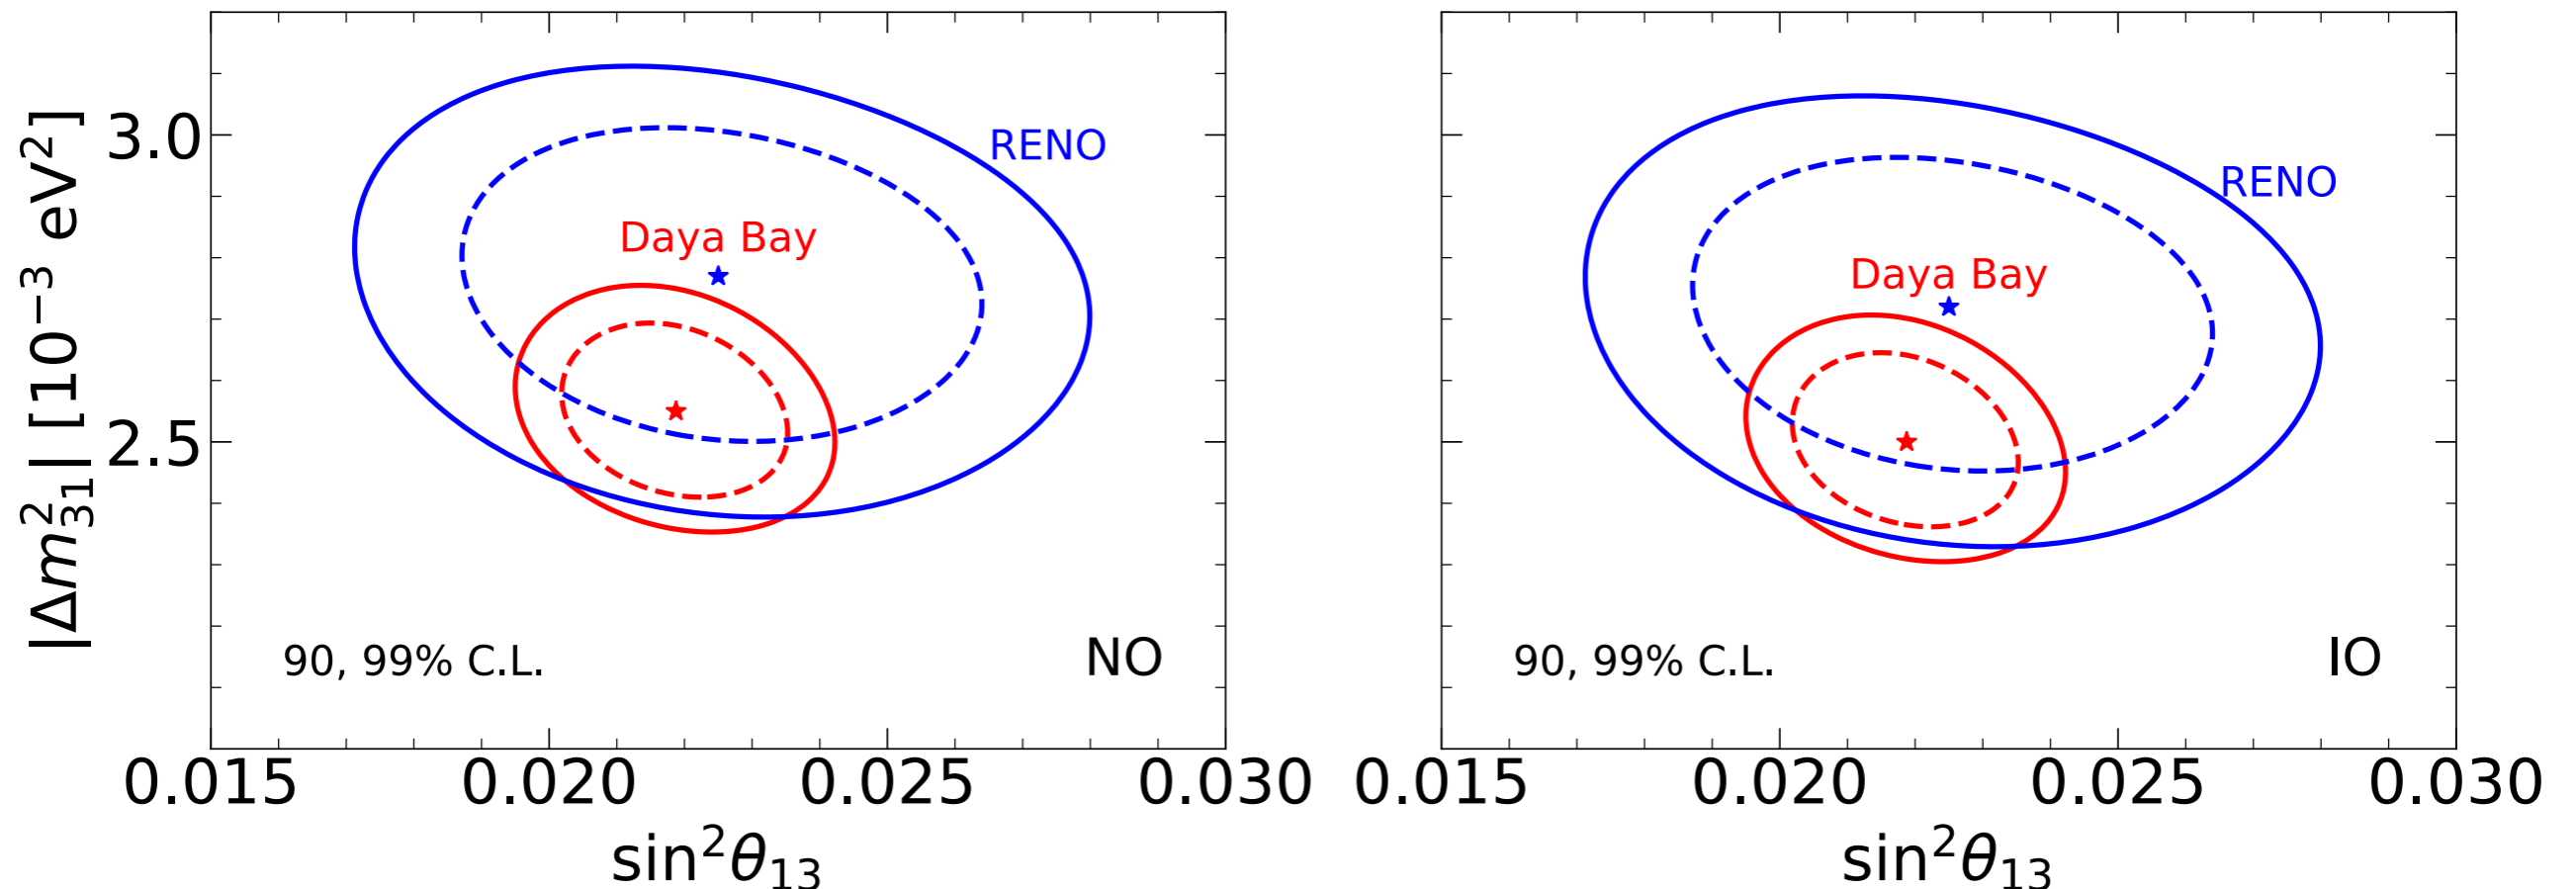 |Δm²₃₁| [10⁻³ eV²]
3.0
2.5
RENO
Daya Bay
90, 99% C.L.
NO
0.015 0.020 0.025 0.030
sin²θ₁₃
RENO
Daya Bay
90, 99% C.L.
IO
0.015 0.020 0.025 0.030
sin²θ₁₃